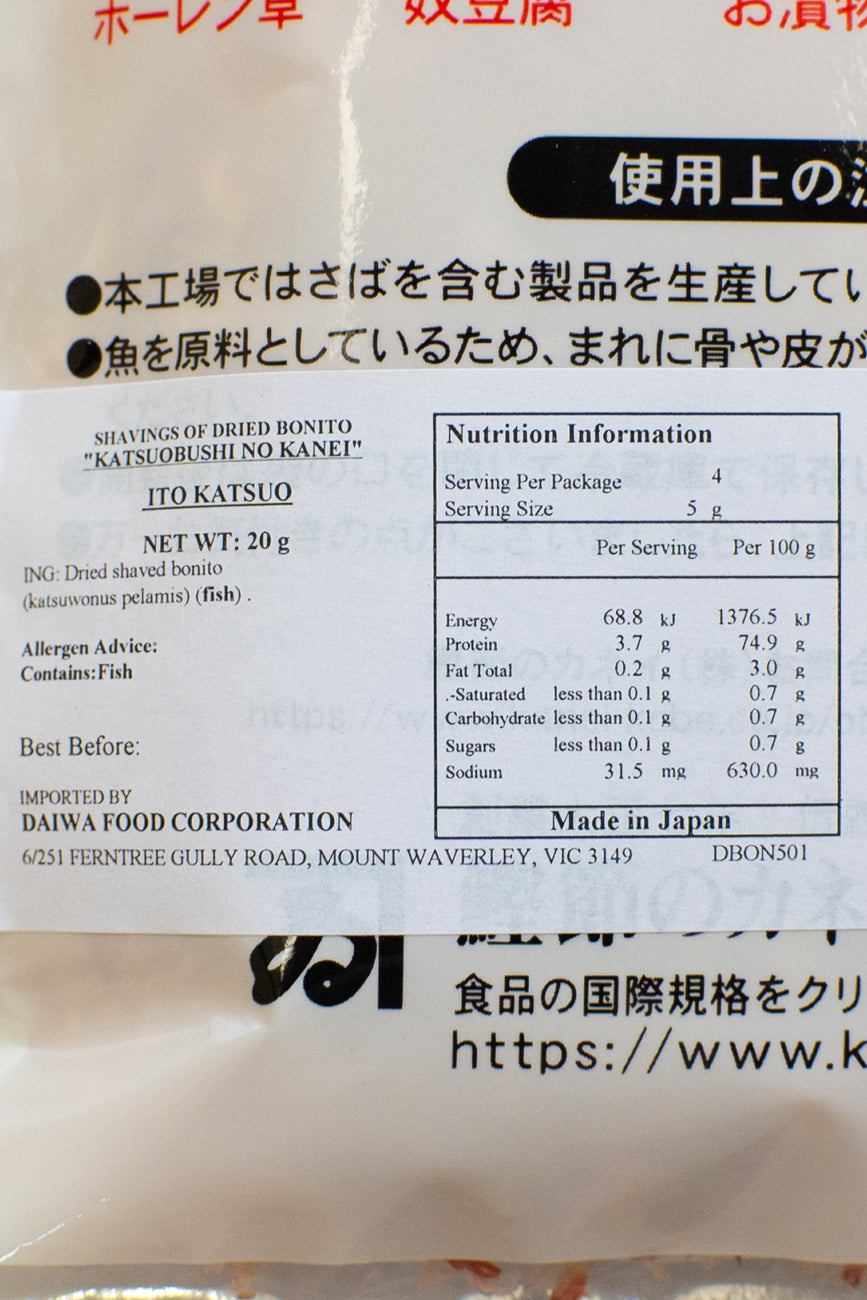 ホーレン草 奴豆腐 お漬物
使用上の注
●本工場ではさばを含む製品を生産してい
●魚を原料としているため、まれに骨や皮が
SHAVINGS OF DRIED BONITO
"KATSUOBUSHI NO KANEI"
ITO KATSUO
NET WT: 20 g
ING: Dried shaved bonito
(katsuwonus pelamis) (fish) .
Allergen Advice:
Contains:Fish
Best Before:
IMPORTED BY
DAIWA FOOD CORPORATION
6/251 FERNTREE GULLY ROAD, MOUNT WAVERLEY, VIC 3149
Nutrition Information
Serving Per Package 4
Serving Size 5 g
Per Serving Per 100 g
Energy 68.8 kJ 1376.5 kJ
Protein 3.7 g 74.9 g
Fat Total 0.2 g 3.0 g
.-Saturated less than 0.1 g 0.7 g
Carbohydrate less than 0.1 g 0.7 g
Sugars less than 0.1 g 0.7 g
Sodium 31.5 mg 630.0 mg
Made in Japan
DBON501
食品の国際規格をクリ
https://www.k